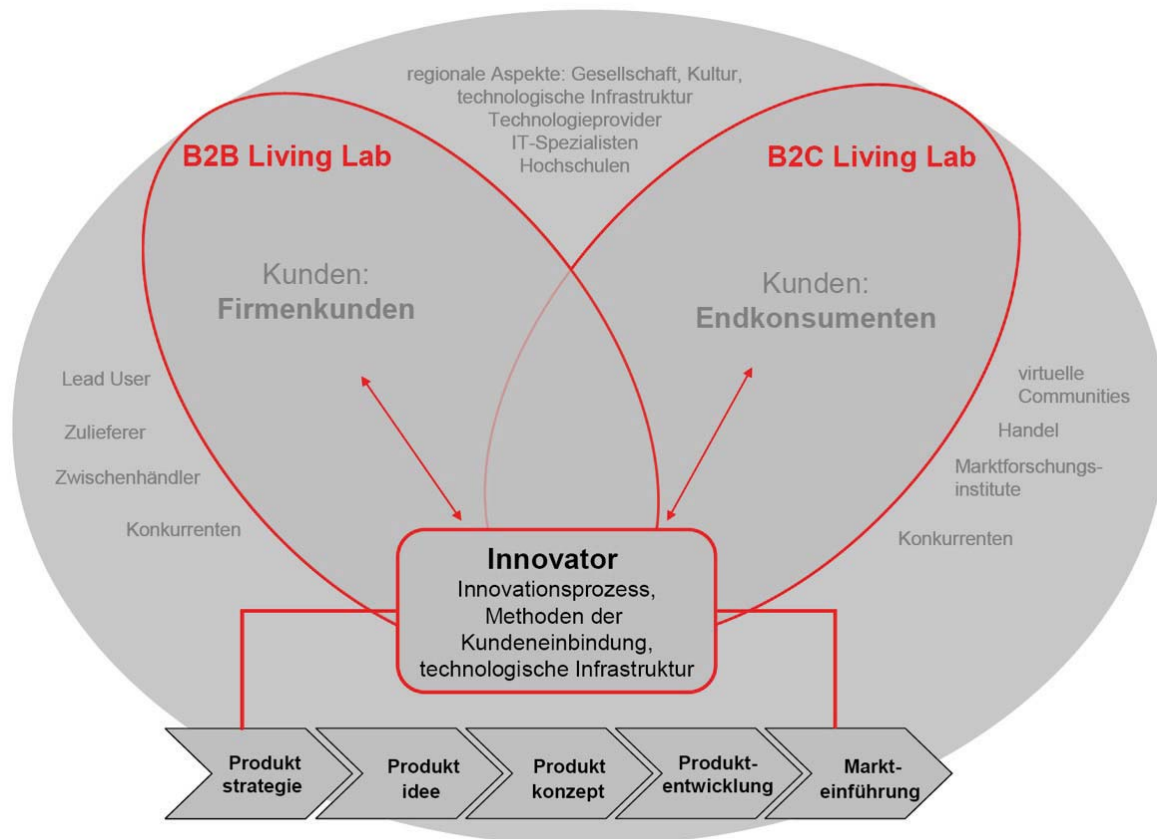 regionale Aspekte: Gesellschaft, Kultur,
technologische Infrastruktur
Technologieprovider
IT-Spezialisten
Hochschulen
B2B Living Lab
B2C Living Lab
Kunden:
Firmenkunden
Kunden:
Endkonsumenten
Lead User
Zulieferer
Zwischenhändler
Konkurrenten
virtuelle
Communities
Handel
Marktforschungs-
institute
Konkurrenten
Innovator
Innovationsprozess,
Methoden der
Kundeneinbindung,
technologische Infrastruktur
Produkt
strategie
Produkt
idee
Produkt
konzept
Produkt-
entwicklung
Markt-
einführung